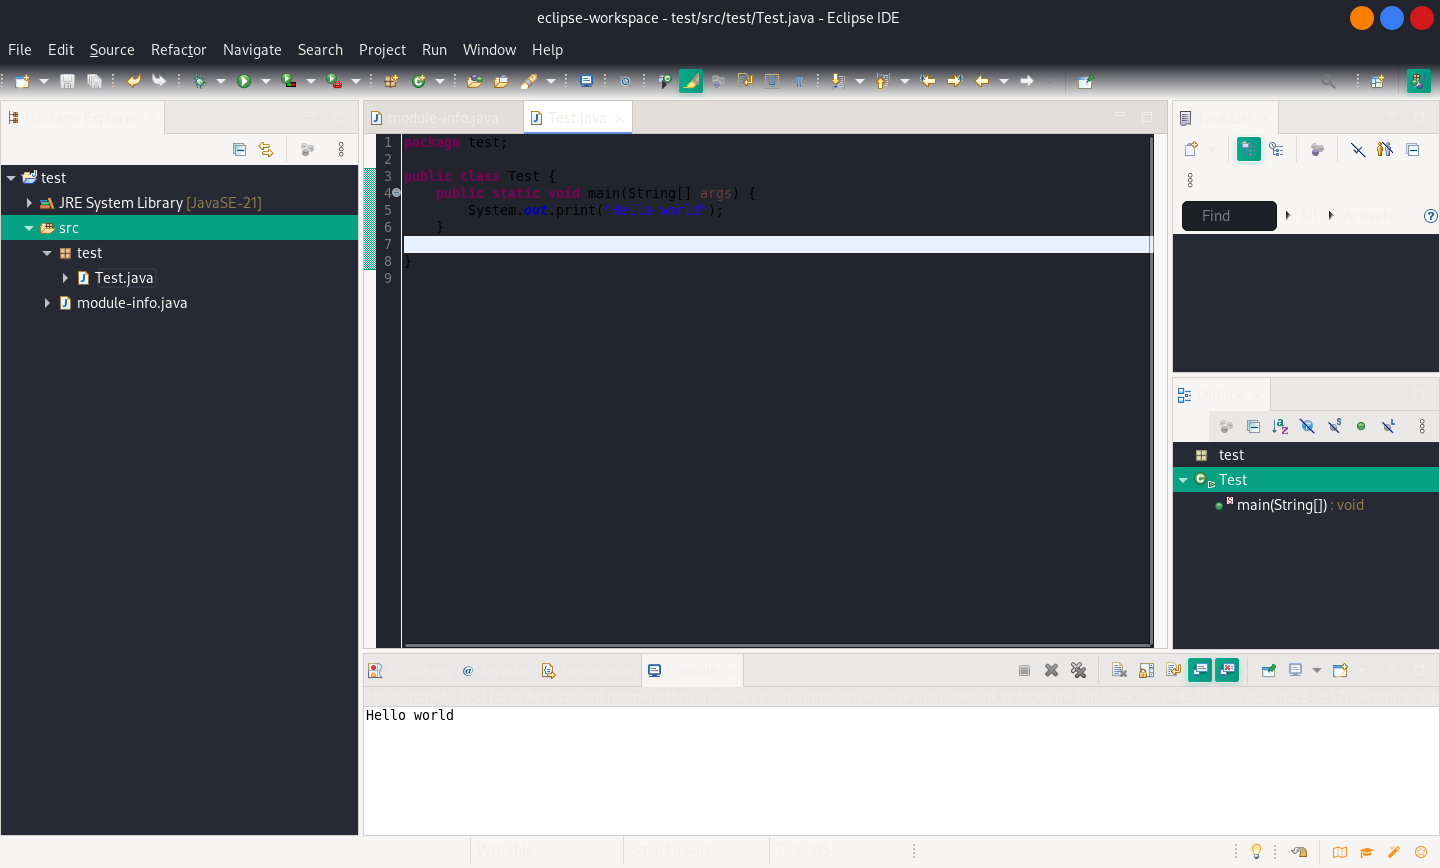 eclipse-workspace - test/src/test/Test.java - Eclipse IDE
File Edit Source Refactor Navigate Search Project Run Window Help
Package Explorer
test
JRE System Library [JavaSE-21]
src
test
Test.java
module-info.java
module-info.java
Test.java
1 package test;
2
3 public class Test {
4 public static void main(String[] args) {
5 System.out.print("Hello world");
6 }
7
8 }
9
Task List
Find
All
Activate...
Outline
test
Test
main(String[]) : void
Problems
Javadoc
Declaration
Console
Hello world
Writable
Smart Insert
7 : 1 : 115